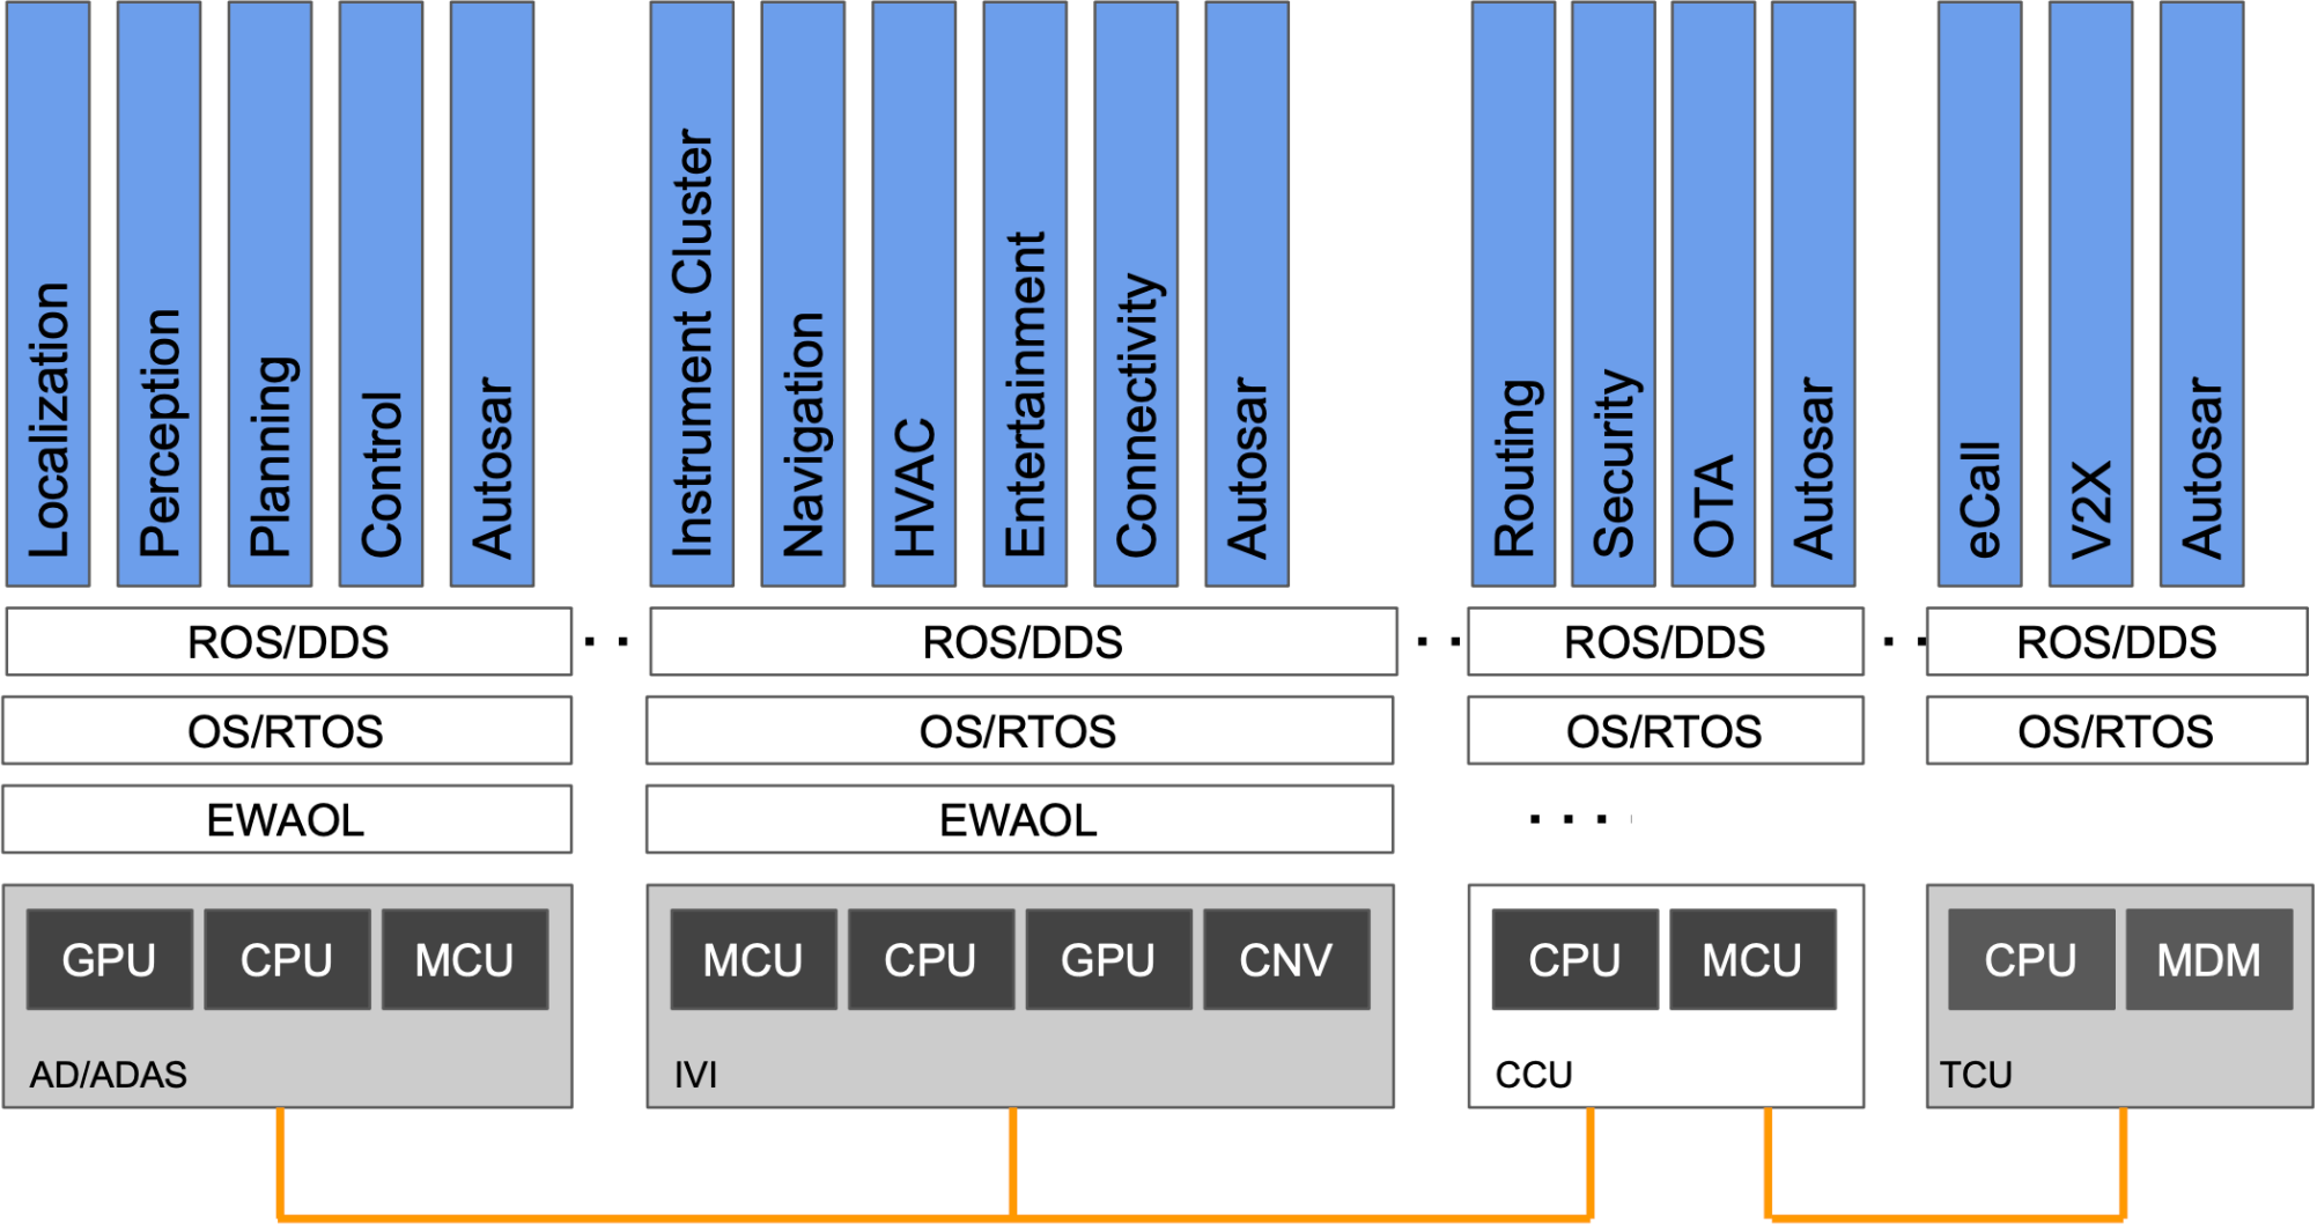 Localization
Perception
Planning
Control
Autosar
Instrument Cluster
Navigation
HVAC
Entertainment
Connectivity
Autosar
Routing
Security
OTA
Autosar
eCall
V2X
Autosar
ROS/DDS
. .
ROS/DDS
. .
ROS/DDS
. .
ROS/DDS
OS/RTOS
OS/RTOS
OS/RTOS
OS/RTOS
EWAOL
EWAOL
. . . .
GPU
CPU
MCU
AD/ADAS
MCU
CPU
GPU
CNV
IVI
CPU
MCU
CCU
CPU
MDM
TCU